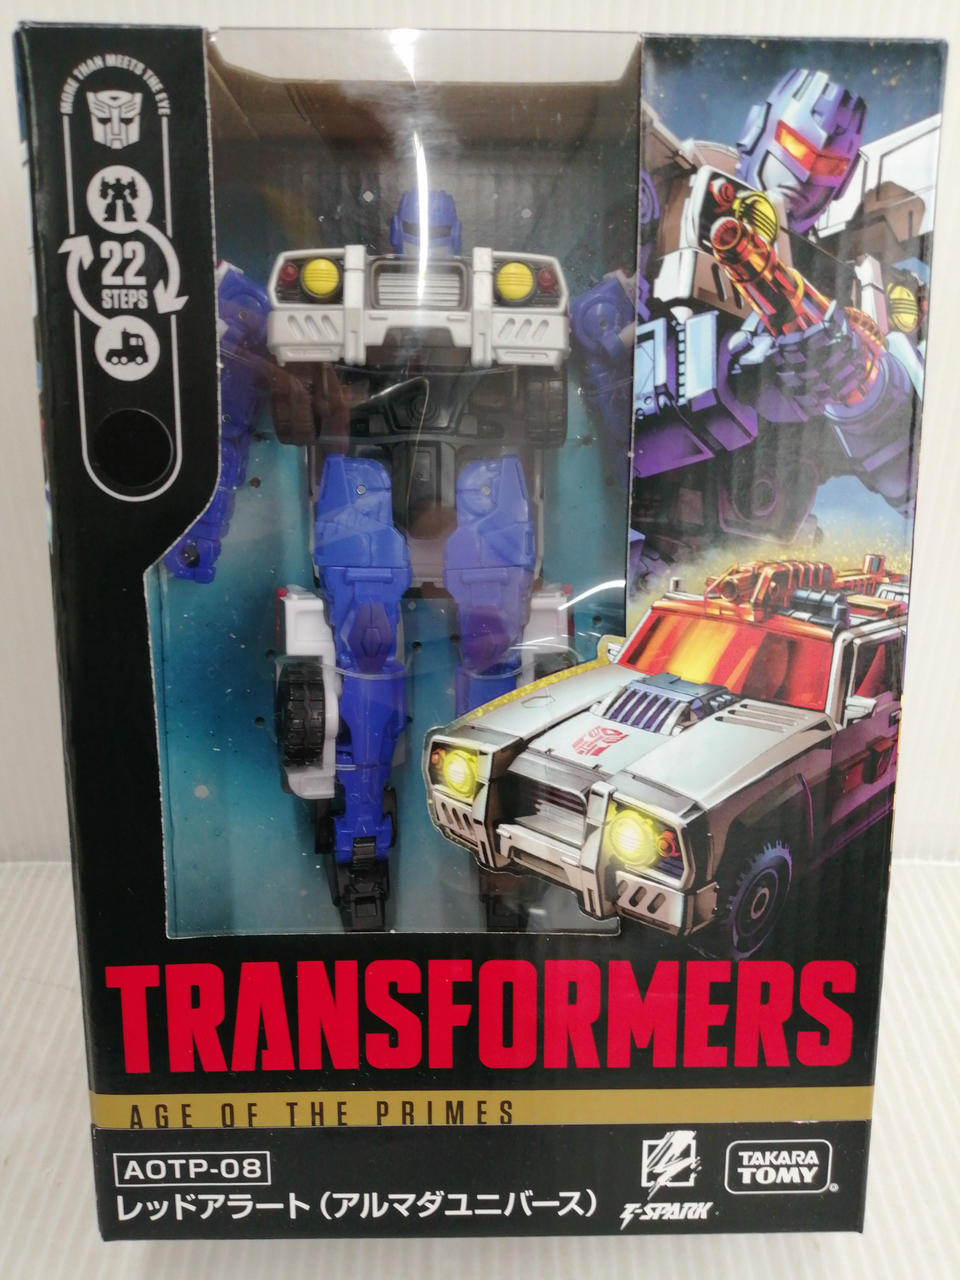 MORE THAN MEETS THE EYE
22
STEPS
TRANSFORMERS
AGE OF THE PRIMES
AOTP-08
レッドアラート(アルマダユニバース)
E-SPARK
TAKARA
TOMY